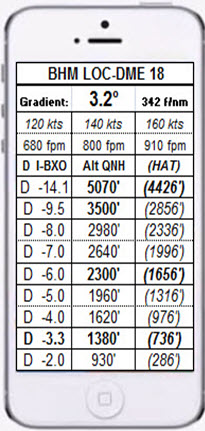 BHM LOC-DME 18
Gradient: 3.2º 342 f/nm
120 kts 140 kts 160 kts
680 fpm 800 fpm 910 fpm
D I-BXO Alt QNH (HAT)
D -14.1 5070' (4426')
D -9.5 3500' (2856')
D -8.0 2980' (2336')
D -7.0 2640' (1996')
D -6.0 2300' (1656')
D -5.0 1960' (1316')
D -4.0 1620' (976')
D -3.3 1380' (736')
D -2.0 930' (286')